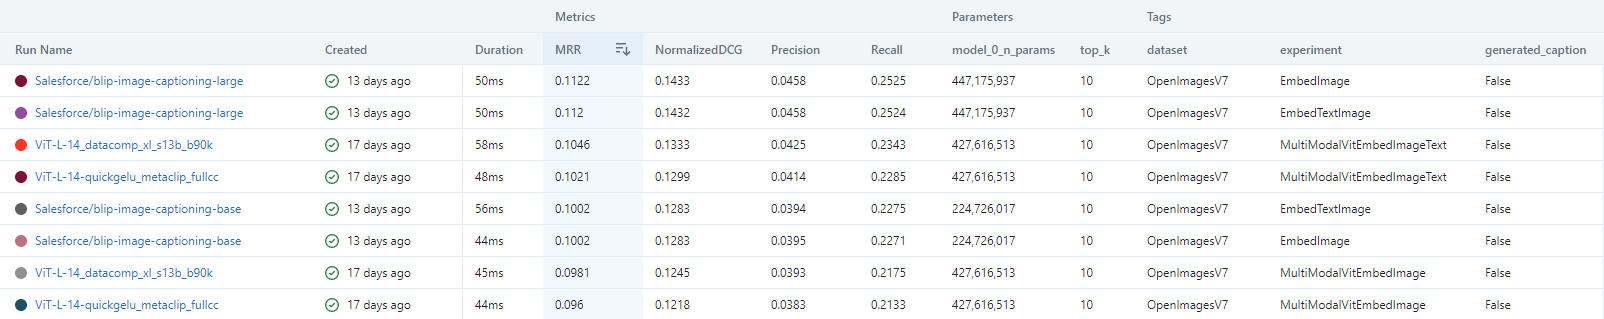 Metrics Parameters Tags
Run Name Created Duration MRR NormalizedDCG Precision Recall model_0_n_params top_k dataset experiment generated_caption
Salesforce/blip-image-captioning-large 13 days ago 50ms 0.1122 0.1433 0.0458 0.2525 447,175,937 10 OpenImagesV7 EmbedImage False
Salesforce/blip-image-captioning-large 13 days ago 50ms 0.112 0.1432 0.0458 0.2524 447,175,937 10 OpenImagesV7 EmbedTextImage False
ViT-L-14_datacomp_xl_s13b_b90k 17 days ago 58ms 0.1046 0.1333 0.0425 0.2343 427,616,513 10 OpenImagesV7 MultiModalVitEmbedImageText False
ViT-L-14-quickgelu_metaclip_fullcc 17 days ago 48ms 0.1021 0.1299 0.0414 0.2285 427,616,513 10 OpenImagesV7 MultiModalVitEmbedImageText False
Salesforce/blip-image-captioning-base 13 days ago 56ms 0.1002 0.1283 0.0394 0.2275 224,726,017 10 OpenImagesV7 EmbedTextImage False
Salesforce/blip-image-captioning-base 13 days ago 44ms 0.1002 0.1283 0.0395 0.2271 224,726,017 10 OpenImagesV7 EmbedImage False
ViT-L-14_datacomp_xl_s13b_b90k 17 days ago 45ms 0.0981 0.1245 0.0393 0.2175 427,616,513 10 OpenImagesV7 MultiModalVitEmbedImage False
ViT-L-14-quickgelu_metaclip_fullcc 17 days ago 44ms 0.096 0.1218 0.0383 0.2133 427,616,513 10 OpenImagesV7 MultiModalVitEmbedImage False